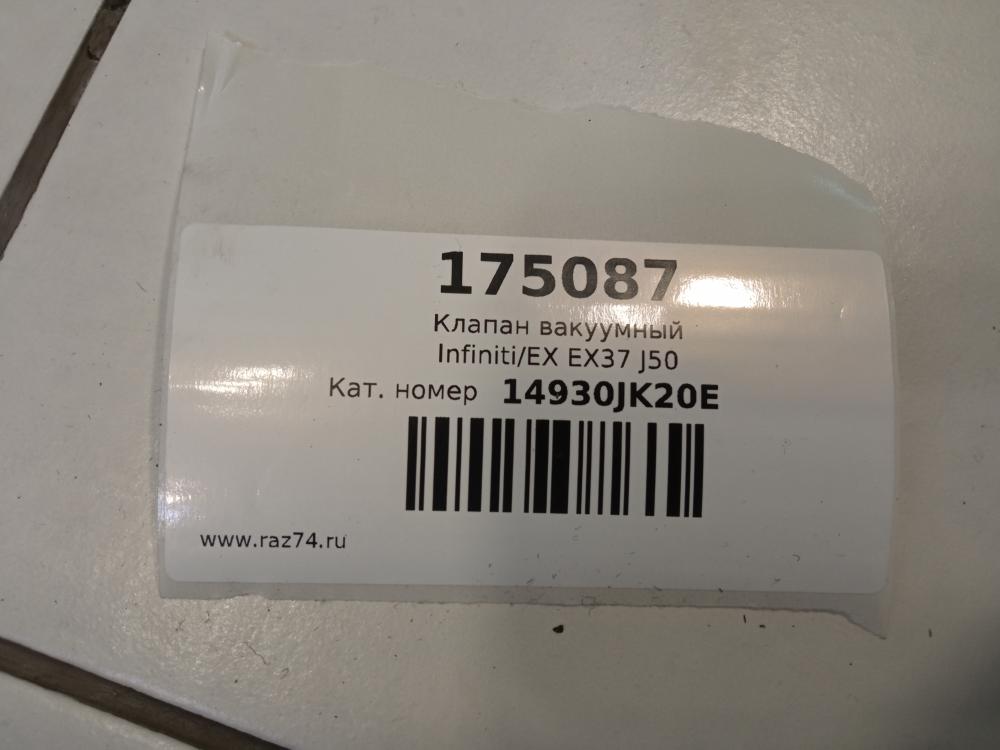 175087
Клапан вакуумный
Infiniti/EX EX37 J50
Кат. номер 14930JK20E
www.raz74.ru